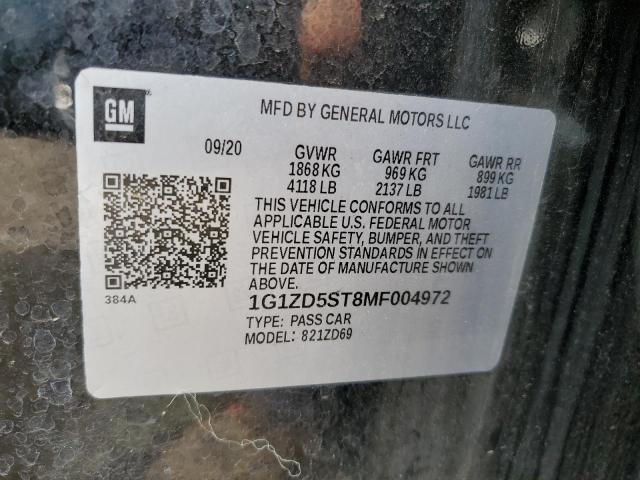 GM
MFD BY GENERAL MOTORS LLC
09/20 GVWR GAWR FRT GAWR RR
1868 KG 969 KG 899 KG
4118 LB 2137 LB 1981 LB
THIS VEHICLE CONFORMS TO ALL
APPLICABLE U.S. FEDERAL MOTOR
VEHICLE SAFETY, BUMPER, AND THEFT
PREVENTION STANDARDS IN EFFECT ON
THE DATE OF MANUFACTURE SHOWN
ABOVE.
384A
1G1ZD5ST8MF004972
TYPE: PASS CAR
MODEL: 821ZD69